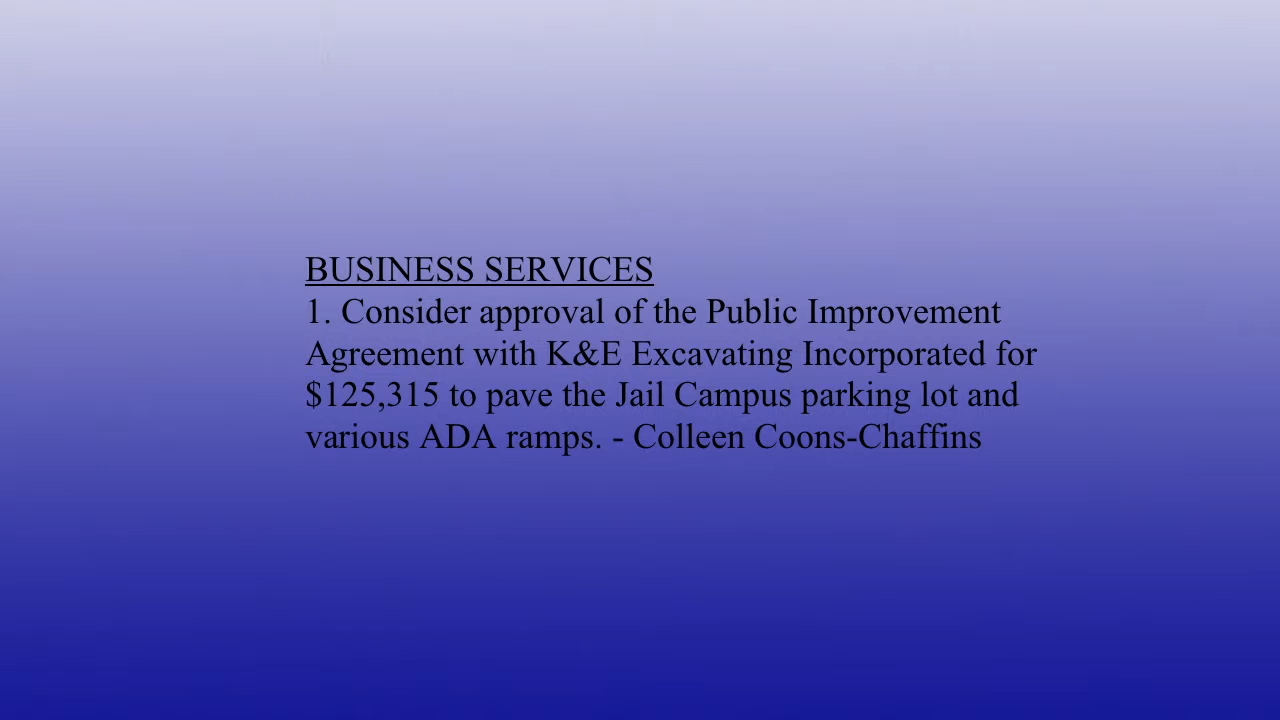 BUSINESS SERVICES
1. Consider approval of the Public Improvement
Agreement with K&E Excavating Incorporated for
$125,315 to pave the Jail Campus parking lot and
various ADA ramps. - Colleen Coons-Chaffins